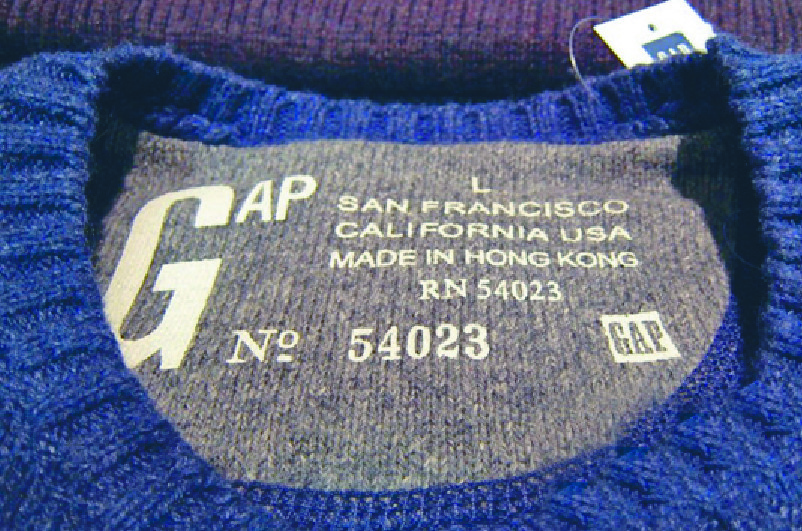 GAP
GAP
L
SAN FRANCISCO
CALIFORNIA USA
MADE IN HONG KONG
RN 54023
Nº 54023
GAP